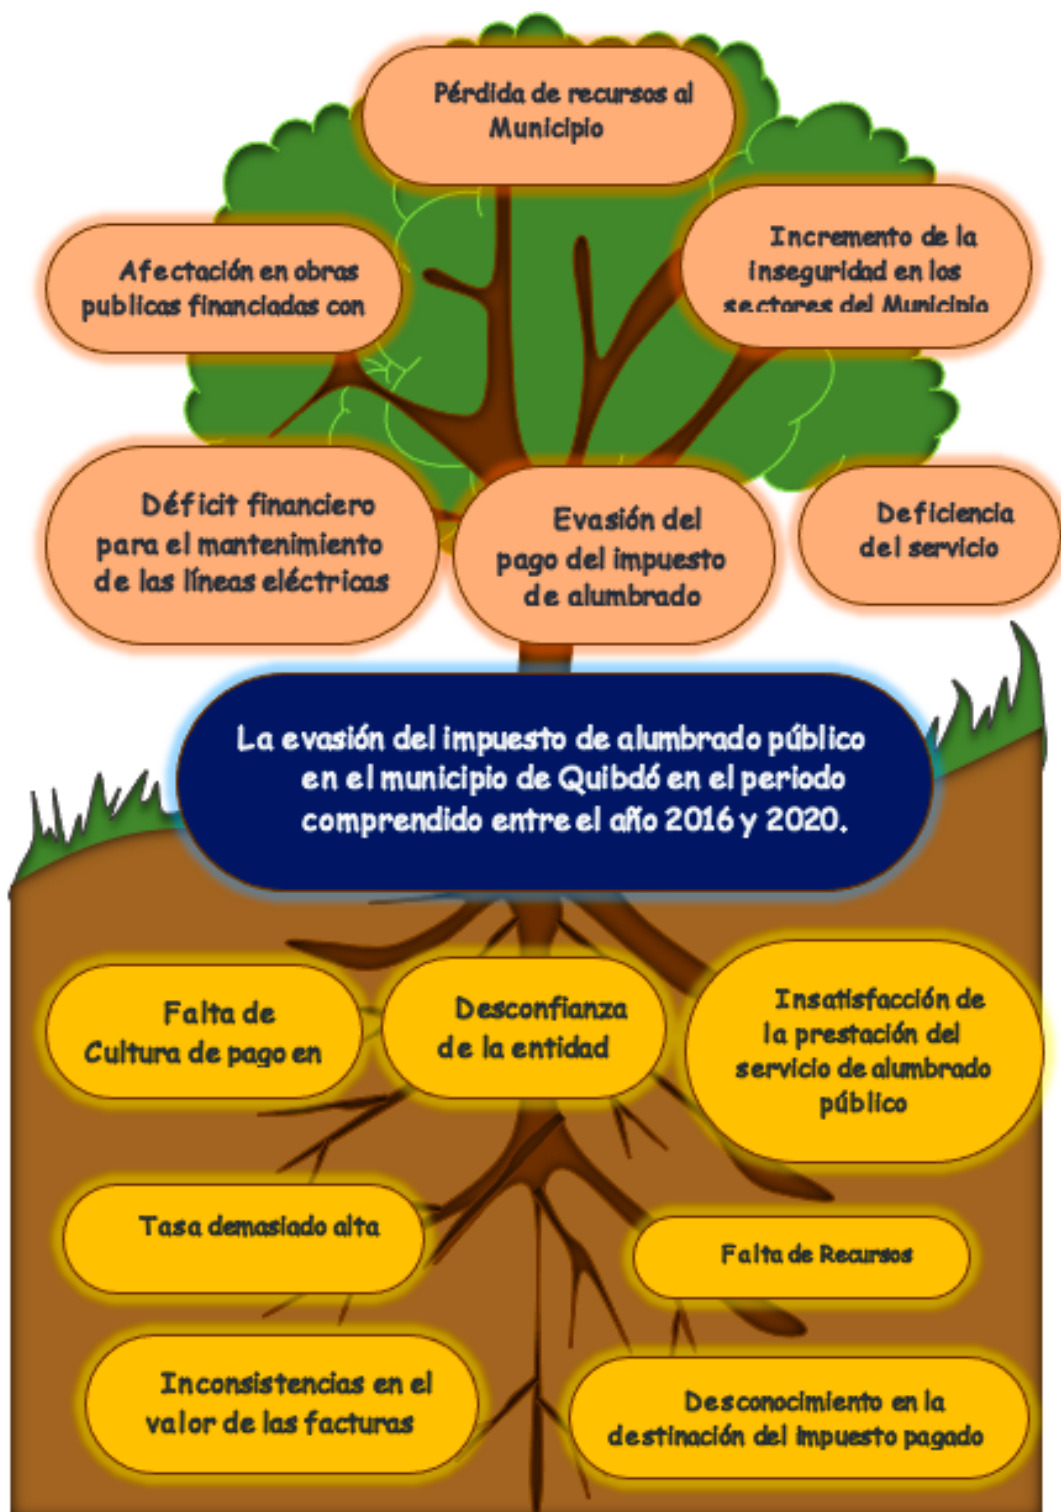 Pérdida de recursos al
Municipio
Incremento de la
inseguridad en los
sectores del Municipio
Afectación en obras
publicas financiadas con
Déficit financiero
para el mantenimiento
de las líneas eléctricas
Evasión del
pago del impuesto
de alumbrado
Deficiencia
del servicio
La evasión del impuesto de alumbrado público
en el municipio de Quibdó en el periodo
comprendido entre el año 2016 y 2020.
Falta de
Cultura de pago en
Desconfianza
de la entidad
Insatisfacción de
la prestación del
servicio de alumbrado
público
Tasa demasiado alta
Falta de Recursos
Inconsistencias en el
valor de las facturas
Desconocimiento en la
destinación del impuesto pagado